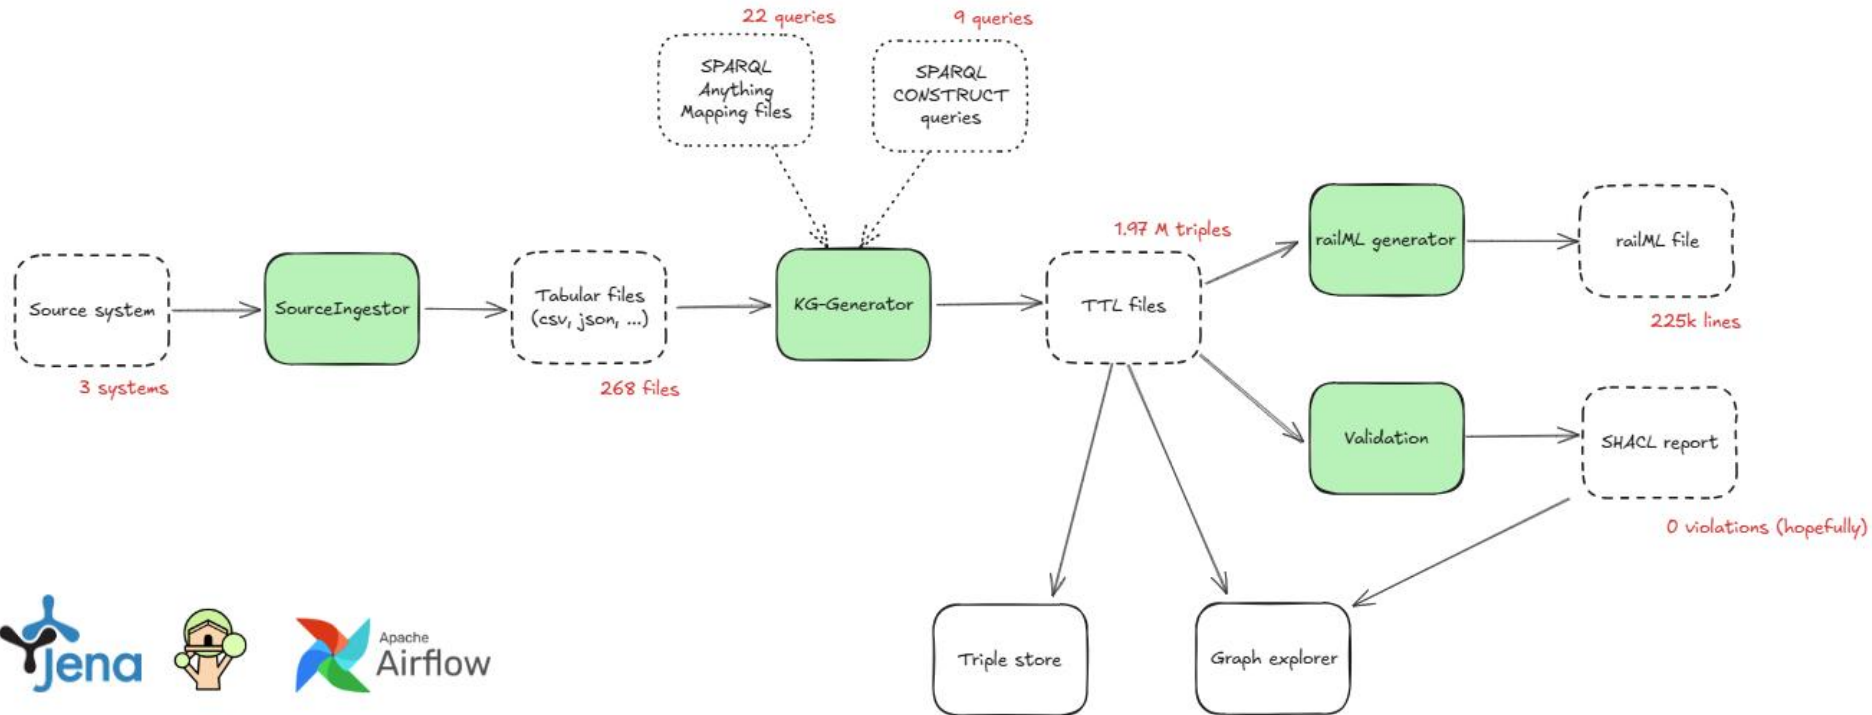 22 queries
9 queries
SPARQL
Anything
Mapping files
SPARQL
CONSTRUCT
queries
1.97 M triples
railML generator
railML file
225k lines
Source system
3 systems
SourceIngestor
Tabular files
(csv, json, ...)
268 files
KG-Generator
TTL files
Validation
SHACL report
0 violations (hopefully)
Triple store
Graph explorer
Jena
Apache
Airflow